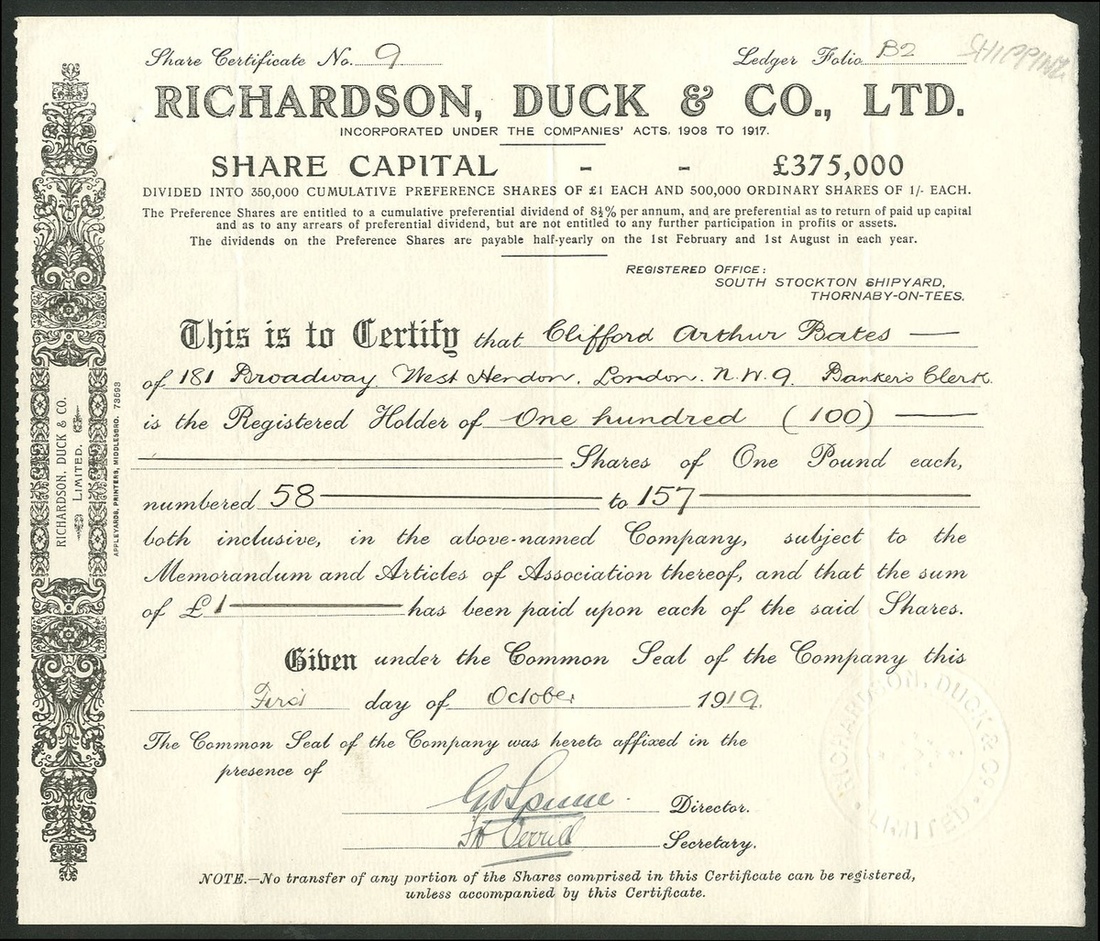 Share Certificate No. 9
Ledger Folio B2
SHIPPING
RICHARDSON, DUCK & CO., LTD.
INCORPORATED UNDER THE COMPANIES' ACTS, 1908 TO 1917.
SHARE CAPITAL - - £375,000
DIVIDED INTO 350,000 CUMULATIVE PREFERENCE SHARES OF £1 EACH AND 500,000 ORDINARY SHARES OF 1/- EACH.
The Preference Shares are entitled to a cumulative preferential dividend of 8½% per annum, and are preferential as to return of paid up capital
and as to any arrears of preferential dividend, but are not entitled to any further participation in profits or assets.
The dividends on the Preference Shares are payable half-yearly on the 1st February and 1st August in each year.
REGISTERED OFFICE:
SOUTH STOCKTON SHIPYARD,
THORNABY-ON-TEES.
This is to Certify that Clifford Arthur Bates
of 181 Broadway, West Hendon, London. N.W.9. Banker's Clerk
is the Registered Holder of One hundred (100)
Shares of One Pound each,
numbered 58 to 157
both inclusive, in the above-named Company, subject to the
Memorandum and Articles of Association thereof, and that the sum
of £1 has been paid upon each of the said Shares.
Given under the Common Seal of the Company this
First day of October 1919.
The Common Seal of the Company was hereto affixed in the
presence of
Director.
Secretary.
NOTE.—No transfer of any portion of the Shares comprised in this Certificate can be registered,
unless accompanied by this Certificate.
RICHARDSON, DUCK & CO.
LIMITED.
APPLEYARDS, PRINTERS, MIDDLESBRO. 73593
RICHARDSON, DUCK & CO
LIMITED